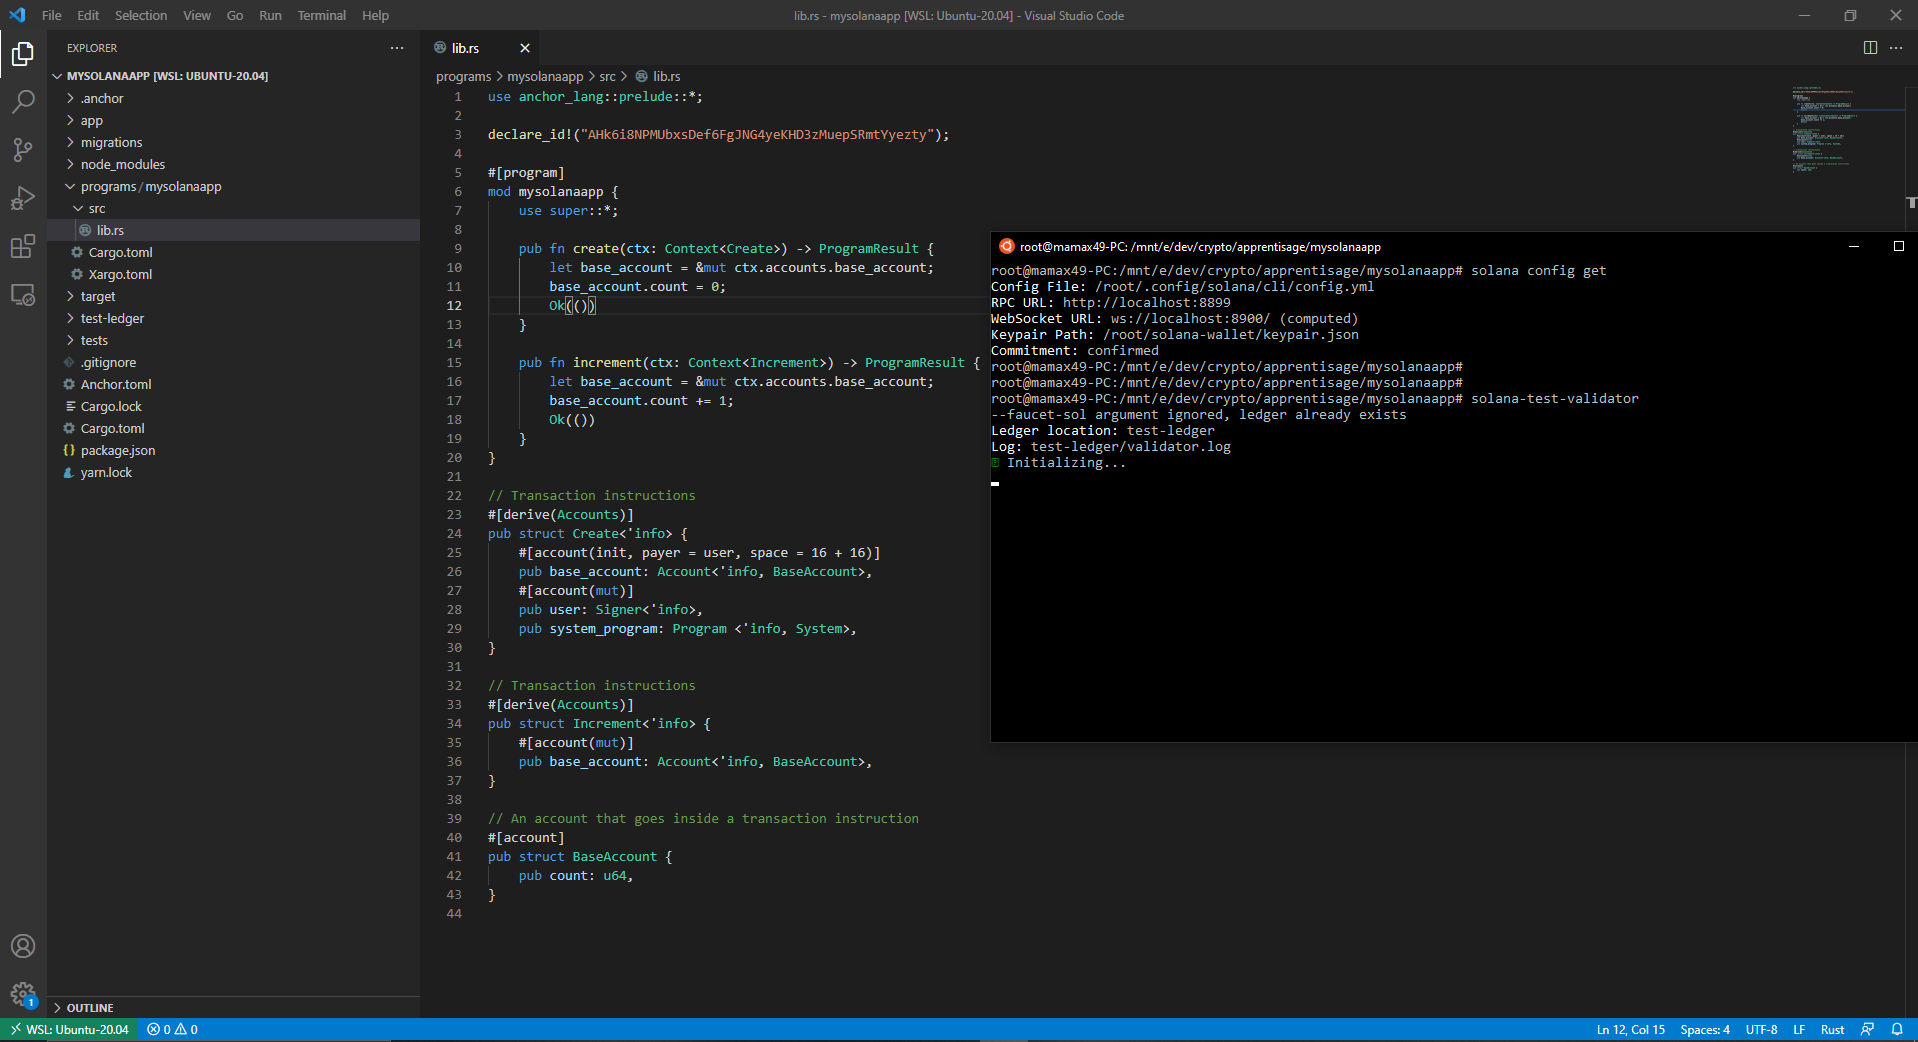 File Edit Selection View Go Run Terminal Help
lib.rs - mysolanaapp [WSL: Ubuntu-20.04] - Visual Studio Code
EXPLORER
MYSOLANAAPP [WSL: UBUNTU-20.04]
.anchor
app
migrations
node_modules
programs / mysolanaapp
src
lib.rs
Cargo.toml
Xargo.toml
target
test-ledger
tests
.gitignore
Anchor.toml
Cargo.lock
Cargo.toml
package.json
yarn.lock
OUTLINE
lib.rs
programs > mysolanaapp > src > lib.rs
1 use anchor_lang::prelude::*;
2
3 declare_id!("AHk6i8NPMUbxsDef6FgJNG4yeKHD3zMuepSRmtYyezty");
4
5 #[program]
6 mod mysolanaapp {
7 use super::*;
8
9 pub fn create(ctx: Context<Create>) -> ProgramResult {
10 let base_account = &mut ctx.accounts.base_account;
11 base_account.count = 0;
12 Ok(())
13 }
14
15 pub fn increment(ctx: Context<Increment>) -> ProgramResult {
16 let base_account = &mut ctx.accounts.base_account;
17 base_account.count += 1;
18 Ok(())
19 }
20 }
21
22 // Transaction instructions
23 #[derive(Accounts)]
24 pub struct Create<'info> {
25 #[account(init, payer = user, space = 16 + 16)]
26 pub base_account: Account<'info, BaseAccount>,
27 #[account(mut)]
28 pub user: Signer<'info>,
29 pub system_program: Program <'info, System>,
30 }
31
32 // Transaction instructions
33 #[derive(Accounts)]
34 pub struct Increment<'info> {
35 #[account(mut)]
36 pub base_account: Account<'info, BaseAccount>,
37 }
38
39 // An account that goes inside a transaction instruction
40 #[account]
41 pub struct BaseAccount {
42 pub count: u64,
43 }
44
root@mamax49-PC: /mnt/e/dev/crypto/apprentisage/mysolanaapp
root@mamax49-PC:/mnt/e/dev/crypto/apprentisage/mysolanaapp# solana config get
Config File: /root/.config/solana/cli/config.yml
RPC URL: http://localhost:8899
WebSocket URL: ws://localhost:8900/ (computed)
Keypair Path: /root/solana-wallet/keypair.json
Commitment: confirmed
root@mamax49-PC:/mnt/e/dev/crypto/apprentisage/mysolanaapp#
root@mamax49-PC:/mnt/e/dev/crypto/apprentisage/mysolanaapp#
root@mamax49-PC:/mnt/e/dev/crypto/apprentisage/mysolanaapp# solana-test-validator
--faucet-sol argument ignored, ledger already exists
Ledger location: test-ledger
Log: test-ledger/validator.log
Initializing...
1
WSL: Ubuntu-20.04 0 0
Ln 12, Col 15 Spaces: 4 UTF-8 LF Rust